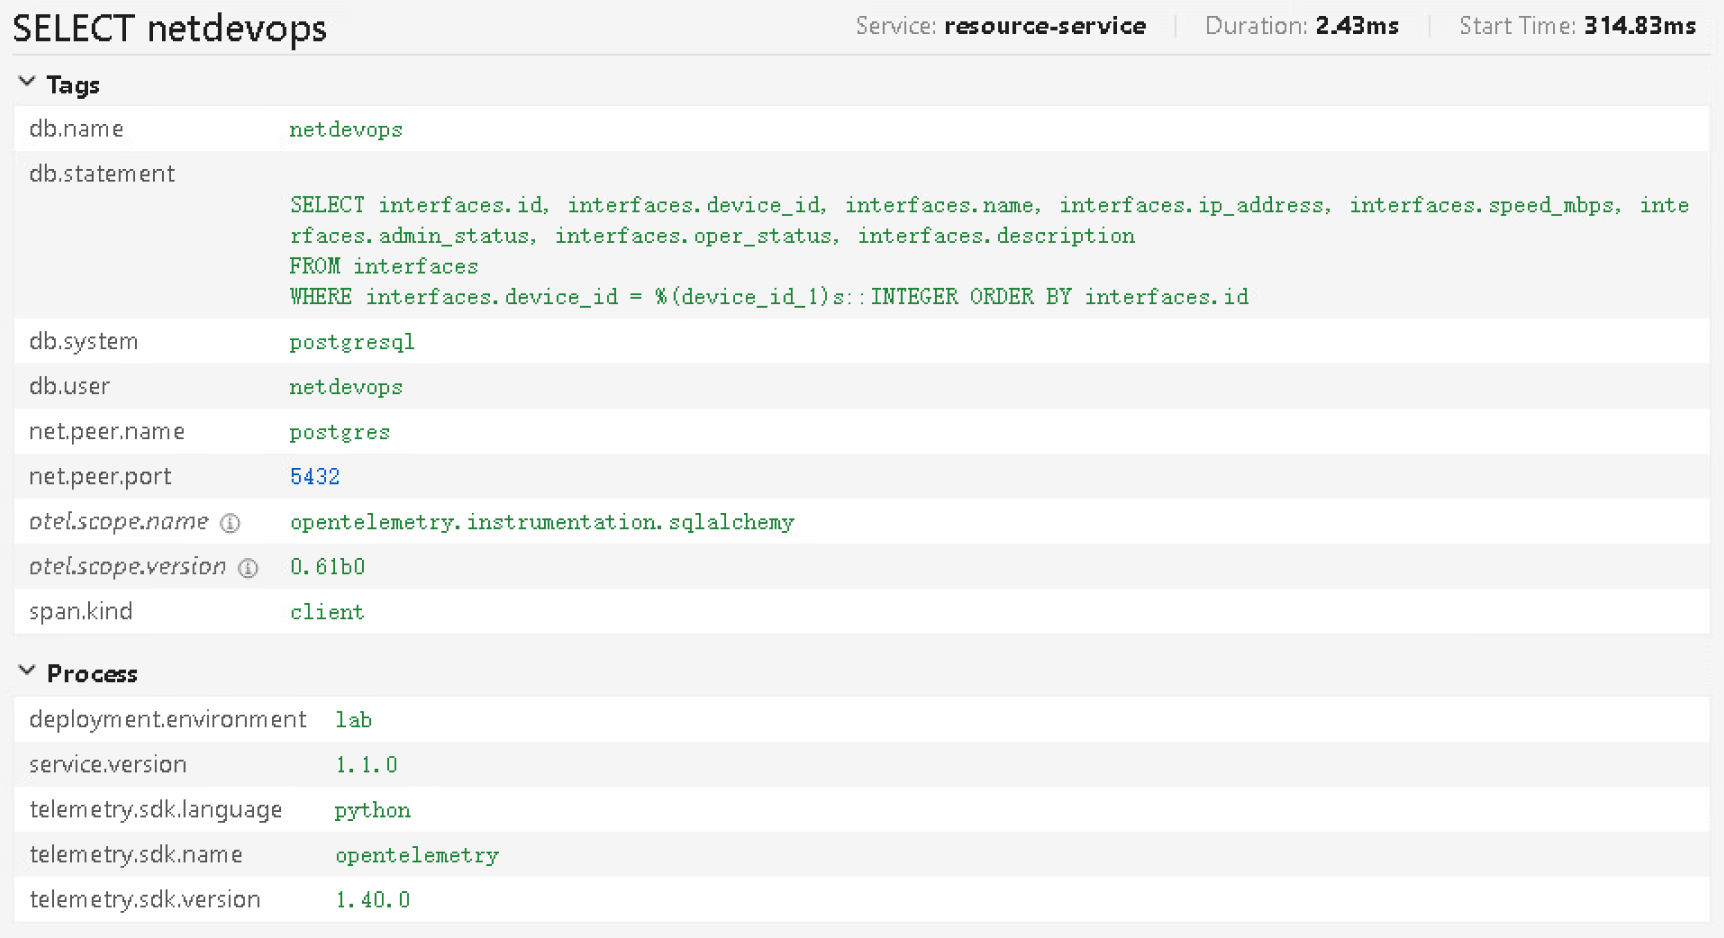 SELECT netdevops
Service: resource-service
Duration: 2.43ms
Start Time: 314.83ms
Tags
db.name
netdevops
db.statement
SELECT interfaces.id, interfaces.device_id, interfaces.name, interfaces.ip_address, interfaces.speed_mbps, inte
rfaces.admin_status, interfaces.oper_status, interfaces.description
FROM interfaces
WHERE interfaces.device_id = %(device_id_1)s::INTEGER ORDER BY interfaces.id
db.system
postgresql
db.user
netdevops
net.peer.name
postgres
net.peer.port
5432
otel.scope.name
opentelemetry.instrumentation.sqlalchemy
otel.scope.version
0.61b0
span.kind
client
Process
deployment.environment
lab
service.version
1.1.0
telemetry.sdk.language
python
telemetry.sdk.name
opentelemetry
telemetry.sdk.version
1.40.0